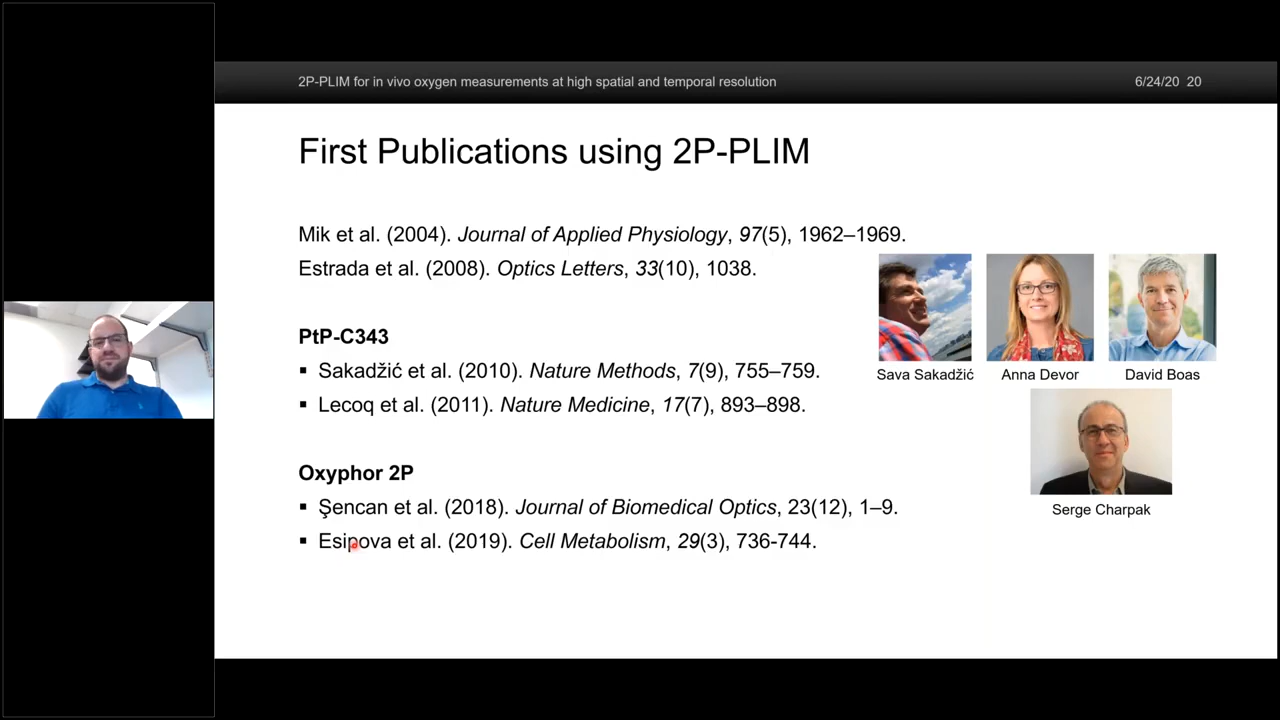 2P-PLIM for in vivo oxygen measurements at high spatial and temporal resolution
6/24/20 20
First Publications using 2P-PLIM
Mik et al. (2004). Journal of Applied Physiology, 97(5), 1962–1969.
Estrada et al. (2008). Optics Letters, 33(10), 1038.
PtP-C343
▪ Sakadžić et al. (2010). Nature Methods, 7(9), 755–759.
▪ Lecoq et al. (2011). Nature Medicine, 17(7), 893–898.
Oxyphor 2P
▪ Şencan et al. (2018). Journal of Biomedical Optics, 23(12), 1–9.
▪ Esipova et al. (2019). Cell Metabolism, 29(3), 736-744.
Sava Sakadžić
Anna Devor
David Boas
Serge Charpak